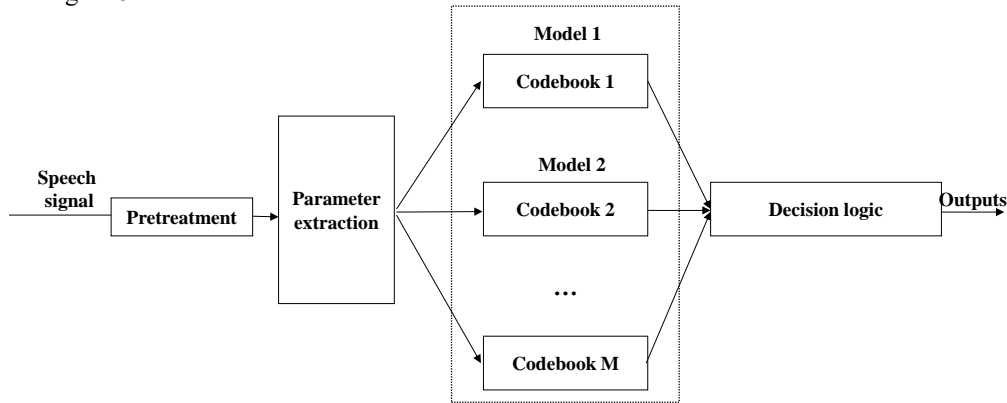 Model 1
Codebook 1
Speech
signal
Pretreatment
Parameter
extraction
Model 2
Codebook 2
...
Codebook M
Decision logic
Outputs